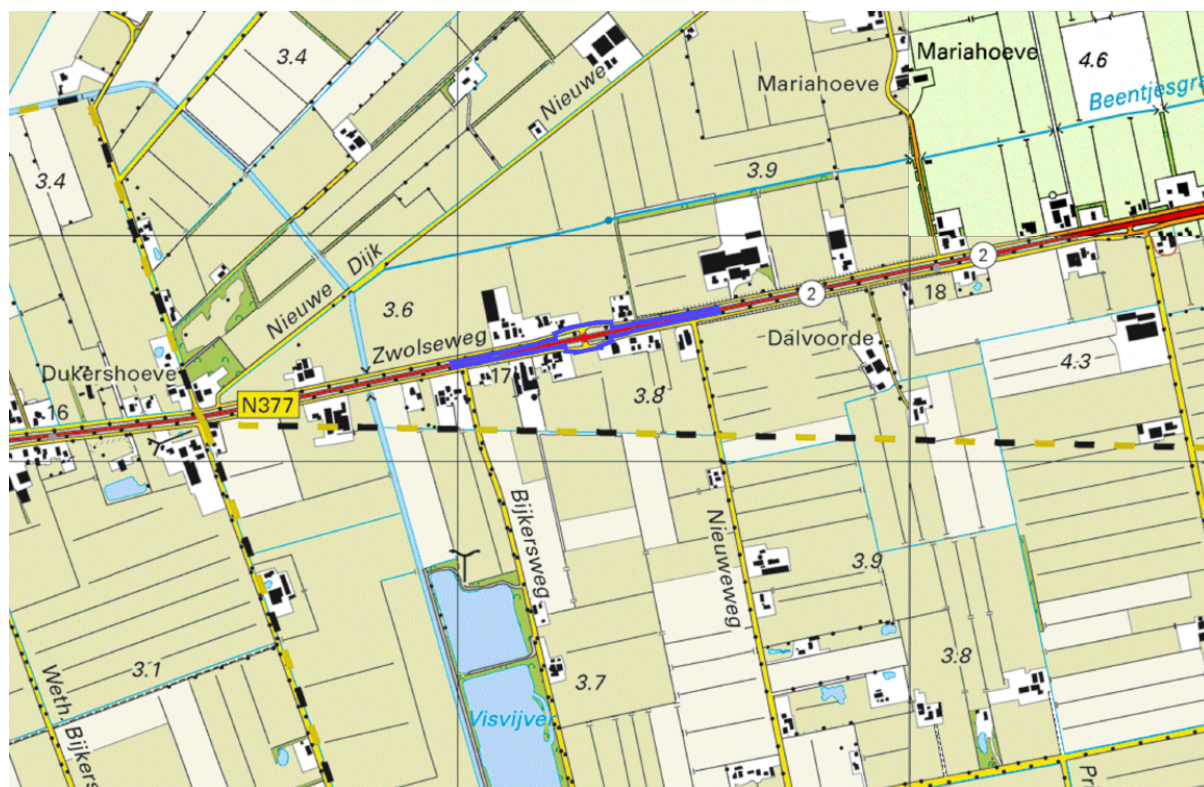 3.4
Nieuwe
Mariahoeve
Mariahoeve
4.6
Beentjesgra
3.4
3.9
Dijk
Nieuwe
3.6
2
2
18
Zwolseweg
17
Dalvoorde
Dukershoeve
16
N377
3.8
4.3
Bijkersweg
Nieuweweg
3.9
3.1
Weth. Bijkers
3.7
3.8
Visvijver
Pri